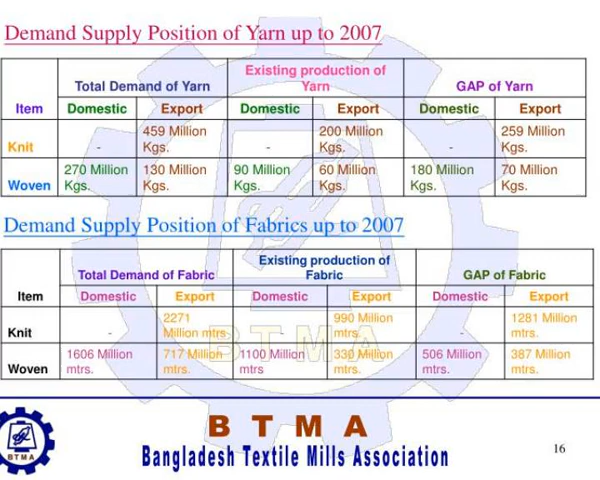 Demand Supply Position of Yarn up to 2007
Total Demand of Yarn
Existing production of
Yarn
GAP of Yarn
Item
Domestic Export Domestic Export Domestic Export
Knit - 459 Million Kgs. - 200 Million Kgs. - 259 Million Kgs.
Woven 270 Million Kgs. 130 Million Kgs. 90 Million Kgs. 60 Million Kgs. 180 Million Kgs. 70 Million Kgs.
Demand Supply Position of Fabrics up to 2007
Total Demand of Fabric
Existing production of
Fabric
GAP of Fabric
Item Domestic Export Domestic Export Domestic Export
Knit - 2271 Million mtrs. - 990 Million mtrs. - 1281 Million mtrs.
Woven 1606 Million mtrs. 717 Million mtrs. 1100 Million mtrs 330 Million mtrs. 506 Million mtrs. 387 Million mtrs.
BTMA
BTMA
B T M A
Bangladesh Textile Mills Association
16